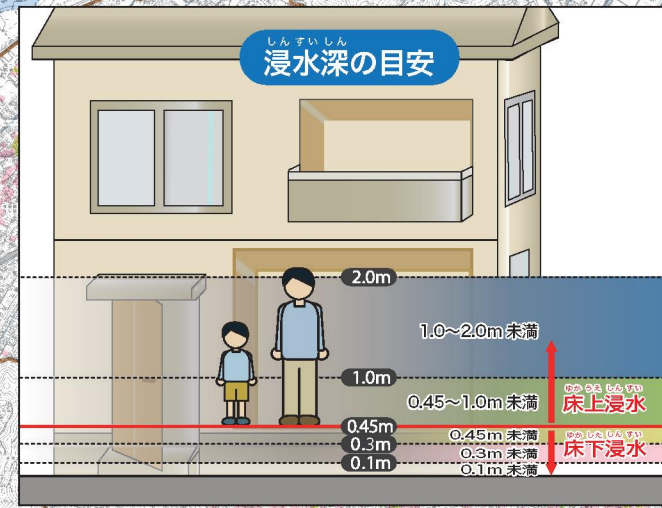 しんすいしん
浸水深の目安
2.0m
1.0～2.0m 未満
1.0m
0.45～1.0m 未満
ゆかうえしんすい
床上浸水
0.45m
0.45m 未満
ゆかしたしんすい
床下浸水
0.3m
0.3m 未満
0.1m
0.1m 未満